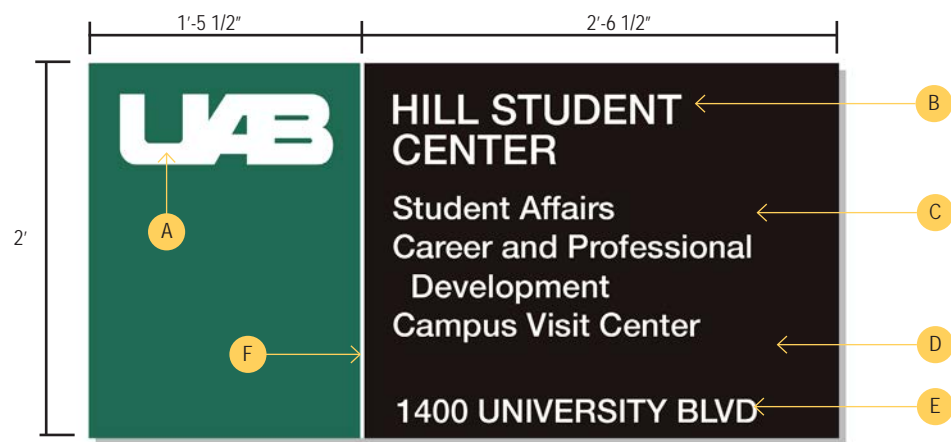 1'-5 1/2"
2'-6 1/2"
2'
UAB
HILL STUDENT
CENTER
Student Affairs
Career and Professional
Development
Campus Visit Center
1400 UNIVERSITY BLVD
A
B
C
D
E
F